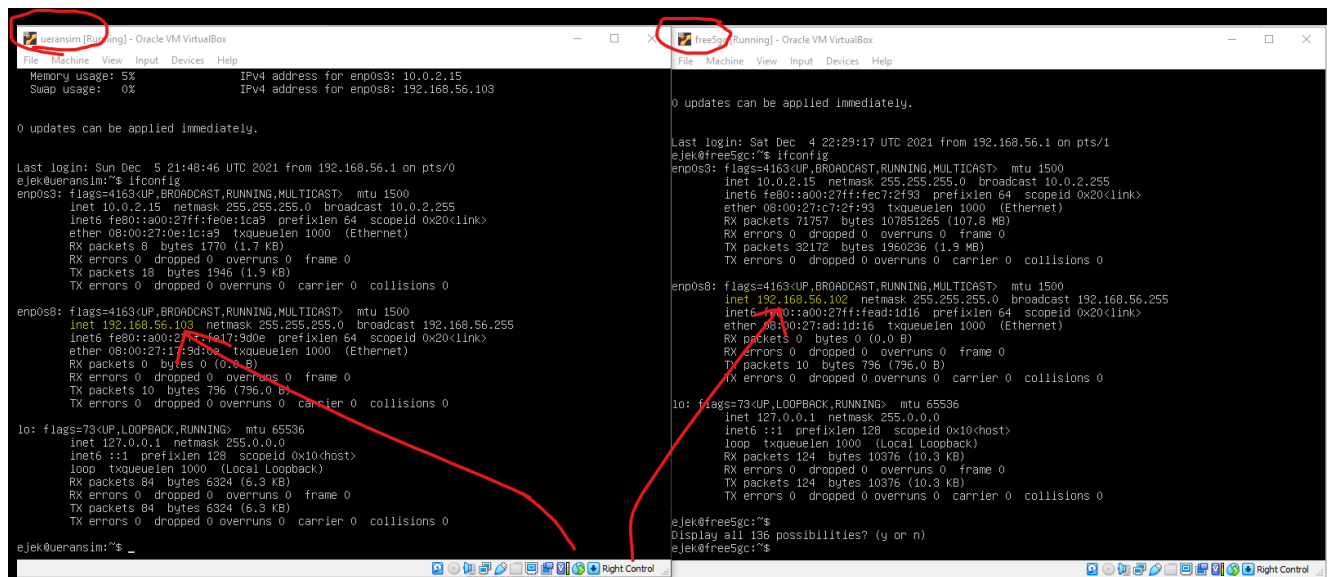 ueransim [Running] - Oracle VM VirtualBox
File Machine View Input Devices Help
Memory usage: 5% IPv4 address for enp0s3: 10.0.2.15
Swap usage: 0% IPv4 address for enp0s8: 192.168.56.103
0 updates can be applied immediately.
Last login: Sun Dec 5 21:48:46 UTC 2021 from 192.168.56.1 on pts/0
ejek@ueransim:~$ ifconfig
enp0s3: flags=4163<UP,BROADCAST,RUNNING,MULTICAST> mtu 1500
inet 10.0.2.15 netmask 255.255.255.0 broadcast 10.0.2.255
inet6 fe80::a00:27ff:fe0e:1ca9 prefixlen 64 scopeid 0x20<link>
ether 08:00:27:0e:1c:a9 txqueuelen 1000 (Ethernet)
RX packets 8 bytes 1770 (1.7 KB)
RX errors 0 dropped 0 overruns 0 frame 0
TX packets 18 bytes 1946 (1.9 KB)
TX errors 0 dropped 0 overruns 0 carrier 0 collisions 0
enp0s8: flags=4163<UP,BROADCAST,RUNNING,MULTICAST> mtu 1500
inet 192.168.56.103 netmask 255.255.255.0 broadcast 192.168.56.255
inet6 fe80::a00:27ff:fe17:9d0e prefixlen 64 scopeid 0x20<link>
ether 08:00:27:17:9d:0e txqueuelen 1000 (Ethernet)
RX packets 0 bytes 0 (0.0 B)
RX errors 0 dropped 0 overruns 0 frame 0
TX packets 10 bytes 796 (796.0 B)
TX errors 0 dropped 0 overruns 0 carrier 0 collisions 0
lo: flags=73<UP,LOOPBACK,RUNNING> mtu 65536
inet 127.0.0.1 netmask 255.0.0.0
inet6 ::1 prefixlen 128 scopeid 0x10<host>
loop txqueuelen 1000 (Local Loopback)
RX packets 84 bytes 6324 (6.3 KB)
RX errors 0 dropped 0 overruns 0 frame 0
TX packets 84 bytes 6324 (6.3 KB)
TX errors 0 dropped 0 overruns 0 carrier 0 collisions 0
ejek@ueransim:~$ _
Right Control
free5gc [Running] - Oracle VM VirtualBox
File Machine View Input Devices Help
0 updates can be applied immediately.
Last login: Sat Dec 4 22:29:17 UTC 2021 from 192.168.56.1 on pts/1
ejek@free5gc:~$ ifconfig
enp0s3: flags=4163<UP,BROADCAST,RUNNING,MULTICAST> mtu 1500
inet 10.0.2.15 netmask 255.255.255.0 broadcast 10.0.2.255
inet6 fe80::a00:27ff:fec7:2f93 prefixlen 64 scopeid 0x20<link>
ether 08:00:27:c7:2f:93 txqueuelen 1000 (Ethernet)
RX packets 71757 bytes 107851265 (107.8 MB)
RX errors 0 dropped 0 overruns 0 frame 0
TX packets 32172 bytes 1960236 (1.9 MB)
TX errors 0 dropped 0 overruns 0 carrier 0 collisions 0
enp0s8: flags=4163<UP,BROADCAST,RUNNING,MULTICAST> mtu 1500
inet 192.168.56.102 netmask 255.255.255.0 broadcast 192.168.56.255
inet6 fe80::a00:27ff:fead:1d16 prefixlen 64 scopeid 0x20<link>
ether 08:00:27:ad:1d:16 txqueuelen 1000 (Ethernet)
RX packets 0 bytes 0 (0.0 B)
RX errors 0 dropped 0 overruns 0 frame 0
TX packets 10 bytes 796 (796.0 B)
TX errors 0 dropped 0 overruns 0 carrier 0 collisions 0
lo: flags=73<UP,LOOPBACK,RUNNING> mtu 65536
inet 127.0.0.1 netmask 255.0.0.0
inet6 ::1 prefixlen 128 scopeid 0x10<host>
loop txqueuelen 1000 (Local Loopback)
RX packets 124 bytes 10376 (10.3 KB)
RX errors 0 dropped 0 overruns 0 frame 0
TX packets 124 bytes 10376 (10.3 KB)
TX errors 0 dropped 0 overruns 0 carrier 0 collisions 0
ejek@free5gc:~$
Display all 136 possibilities? (y or n)
ejek@free5gc:~$
Right Control